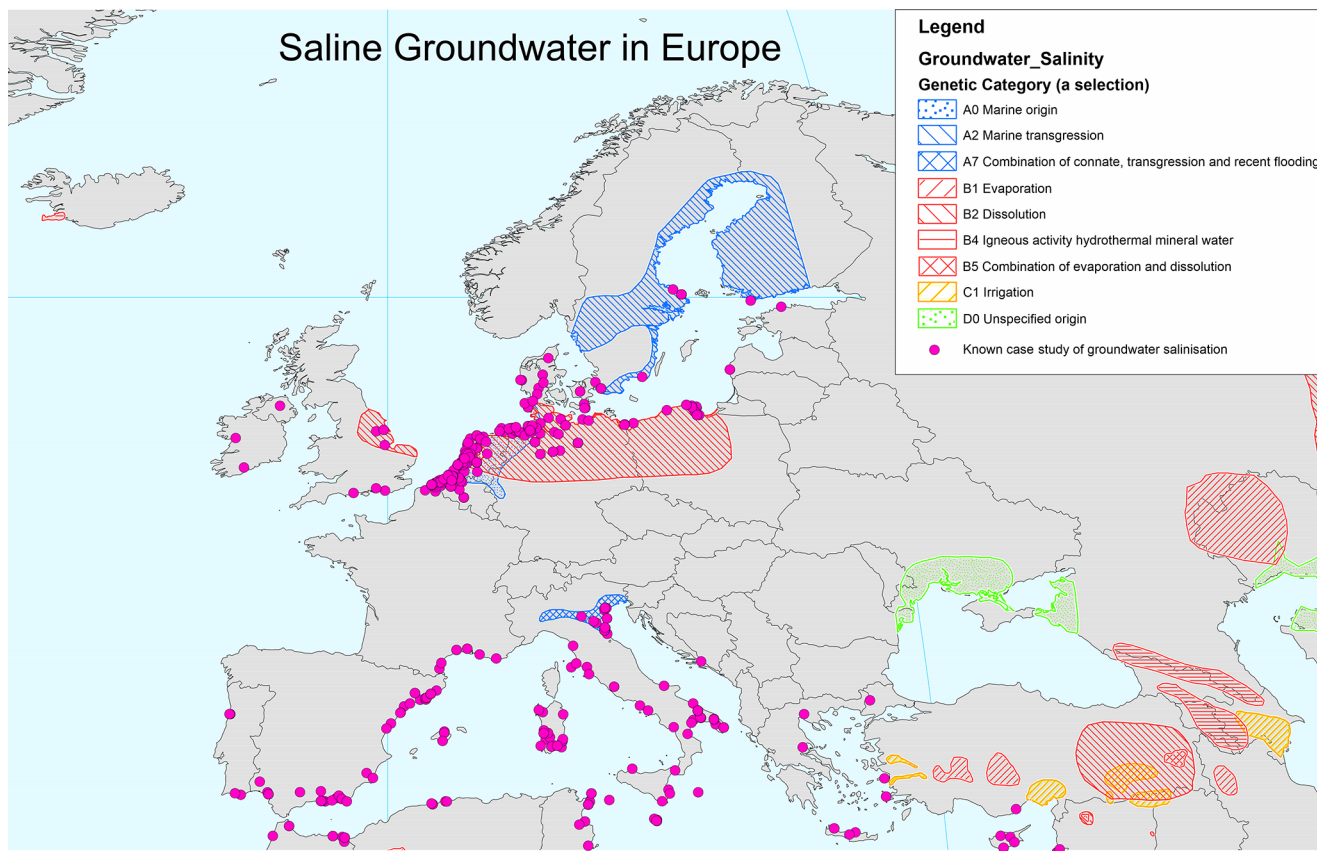 Saline Groundwater in Europe
Legend
Groundwater_Salinity
Genetic Category (a selection)
A0 Marine origin
A2 Marine transgression
A7 Combination of connate, transgression and recent flooding
B1 Evaporation
B2 Dissolution
B4 Igneous activity hydrothermal mineral water
B5 Combination of evaporation and dissolution
C1 Irrigation
D0 Unspecified origin
Known case study of groundwater salinisation